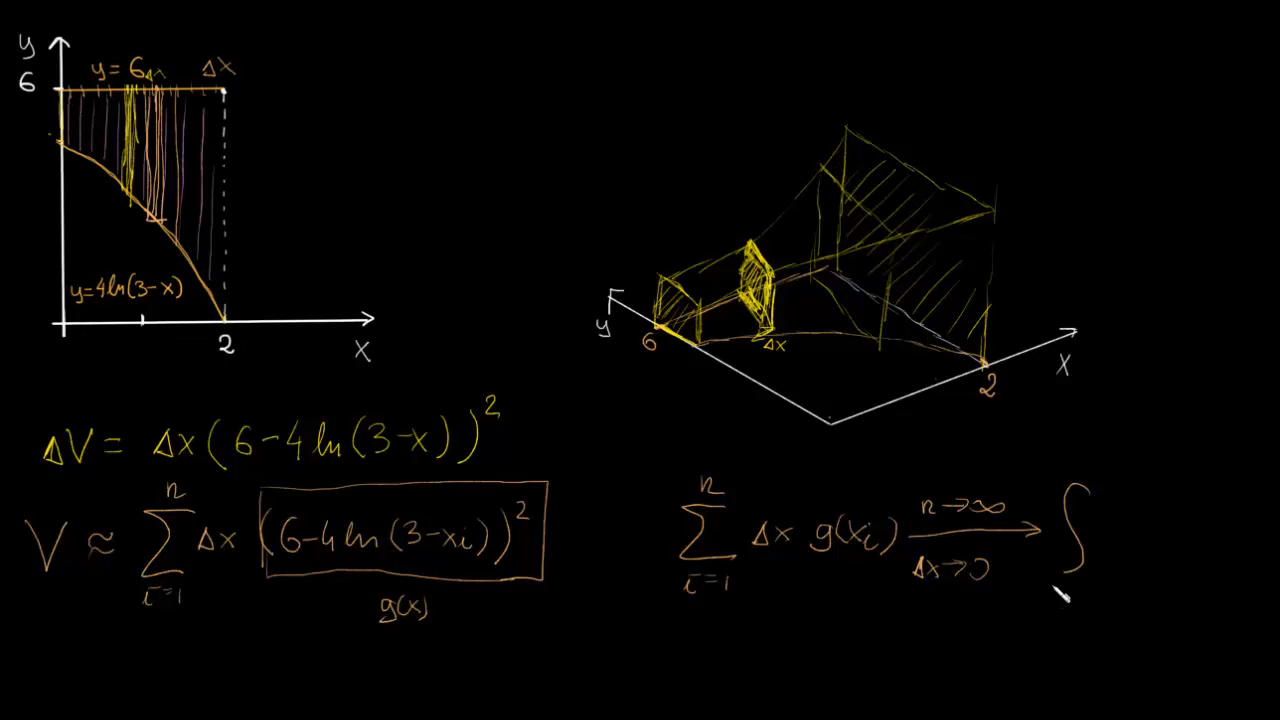 y
6
y = 6
Δx
Δx
y=4ln(3-x)
2
x
y
6
Δx
2
x
ΔV = Δx(6-4ln(3-x))²
V ≈ n Σ i=1 Δx (6-4ln(3-xi))²
g(x)
n Σ i=1 Δx g(xi) n→∞ Δx→0 ∫